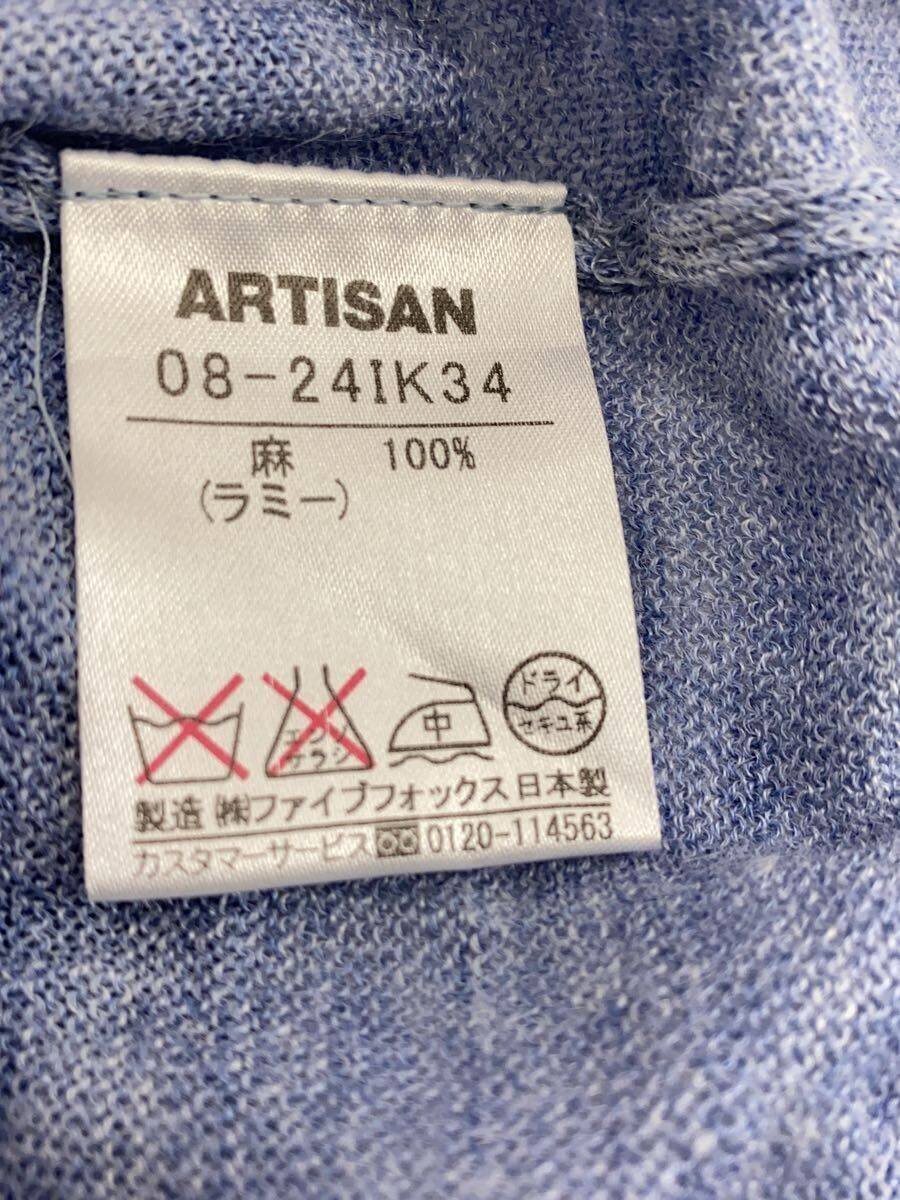 ARTISAN
08-24IK34
麻 100%
(ラミー)
エンソ
サラシ
中
ドライ
セキユ系
製造 ㈱ファイブフォックス 日本製
カスタマーサービス 0120-114563